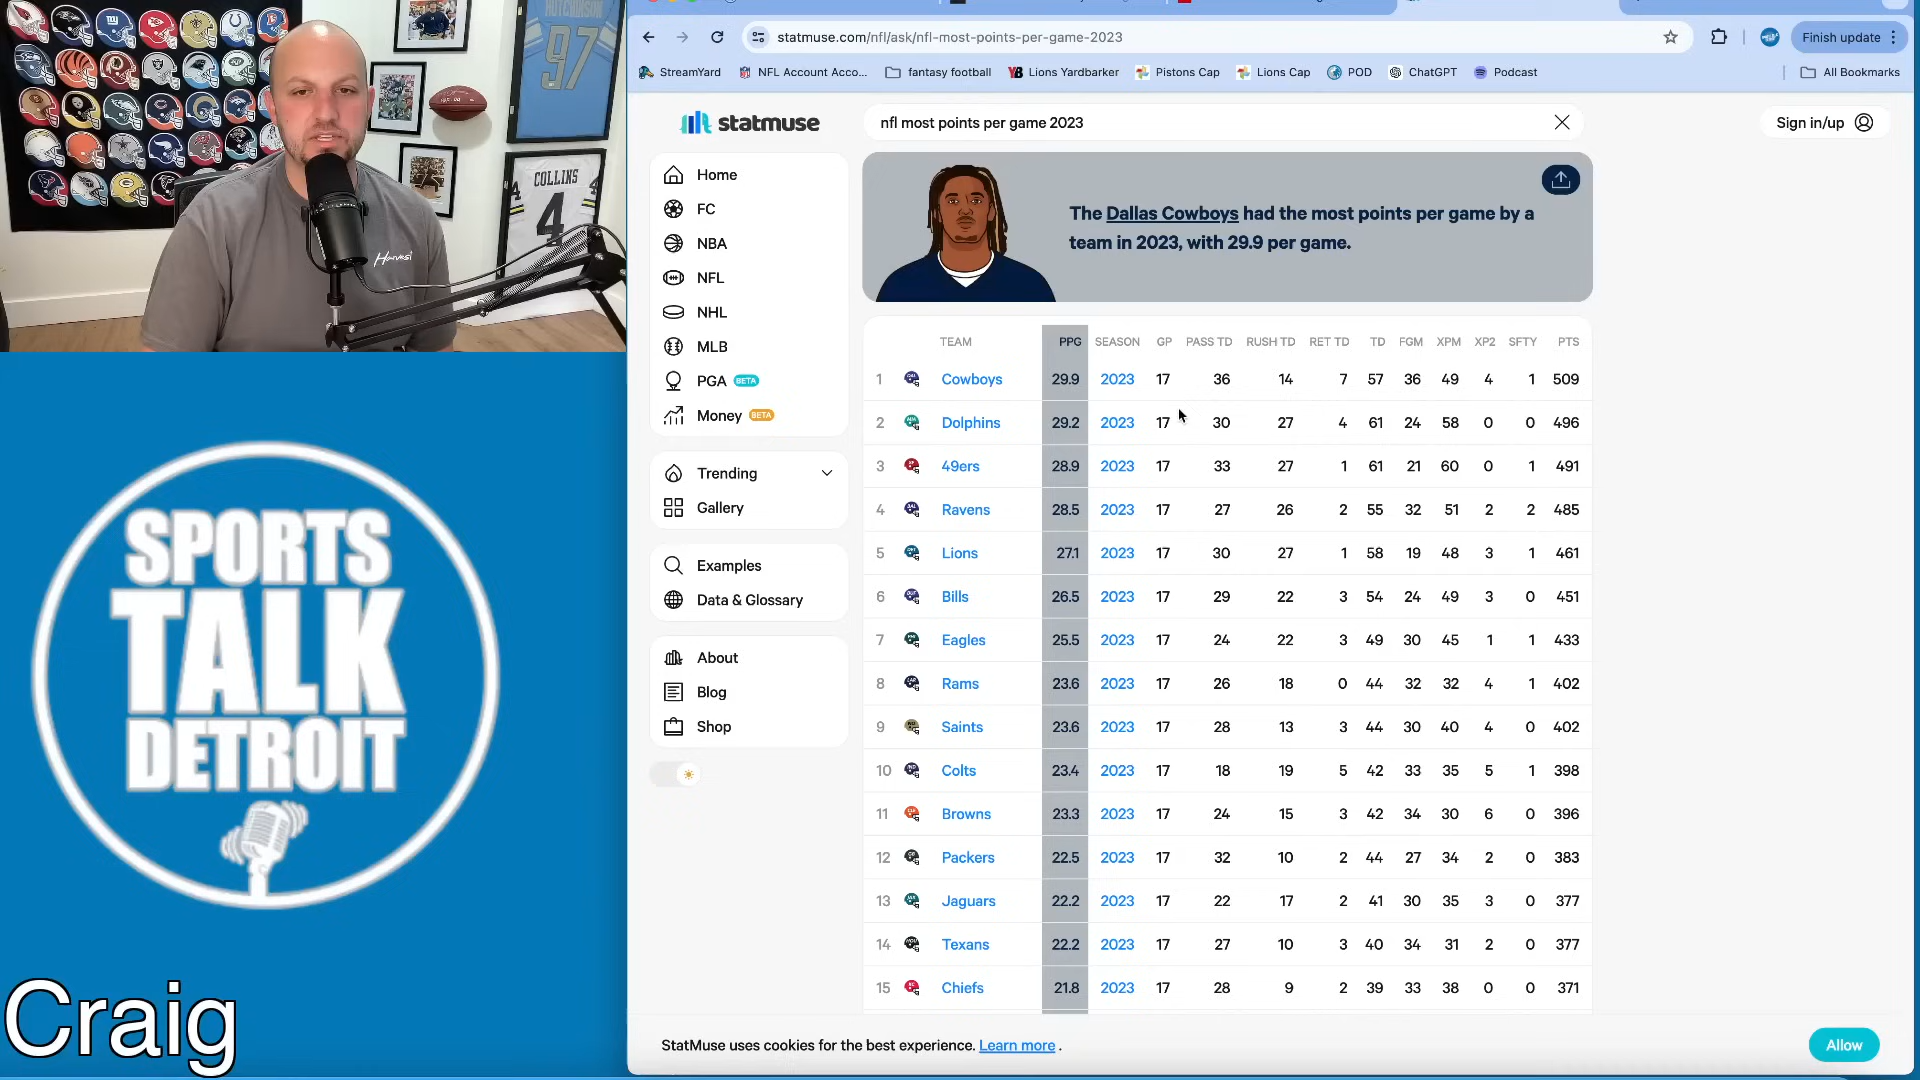 HUTCHINSON
97
COLLINS
4
4
4
Harvest
SPORTS
TALK
DETROIT
Craig
statmuse.com/nfl/ask/nfl-most-points-per-game-2023
Finish update
StreamYard
NFL Account Acco...
fantasy football
Lions Yardbarker
Pistons Cap
Lions Cap
POD
ChatGPT
Podcast
All Bookmarks
statmuse
nfl most points per game 2023
Sign in/up
Home
FC
NBA
NFL
NHL
MLB
PGA BETA
Money BETA
Trending
Gallery
Examples
Data & Glossary
About
Blog
Shop
The Dallas Cowboys had the most points per game by a
team in 2023, with 29.9 per game.
TEAM PPG SEASON GP PASS TD RUSH TD RET TD TD FGM XPM XP2 SFTY PTS
1 Cowboys 29.9 2023 17 36 14 7 57 36 49 4 1 509
2 Dolphins 29.2 2023 17 30 27 4 61 24 58 0 0 496
3 49ers 28.9 2023 17 33 27 1 61 21 60 0 1 491
4 Ravens 28.5 2023 17 27 26 2 55 32 51 2 2 485
5 Lions 27.1 2023 17 30 27 1 58 19 48 3 1 461
6 Bills 26.5 2023 17 29 22 3 54 24 49 3 0 451
7 Eagles 25.5 2023 17 24 22 3 49 30 45 1 1 433
8 Rams 23.6 2023 17 26 18 0 44 32 32 4 1 402
9 Saints 23.6 2023 17 28 13 3 44 30 40 4 0 402
10 Colts 23.4 2023 17 18 19 5 42 33 35 5 1 398
11 Browns 23.3 2023 17 24 15 3 42 34 30 6 0 396
12 Packers 22.5 2023 17 32 10 2 44 27 34 2 0 383
13 Jaguars 22.2 2023 17 22 17 2 41 30 35 3 0 377
14 Texans 22.2 2023 17 27 10 3 40 34 31 2 0 377
15 Chiefs 21.8 2023 17 28 9 2 39 33 38 0 0 371
StatMuse uses cookies for the best experience. Learn more .
Allow